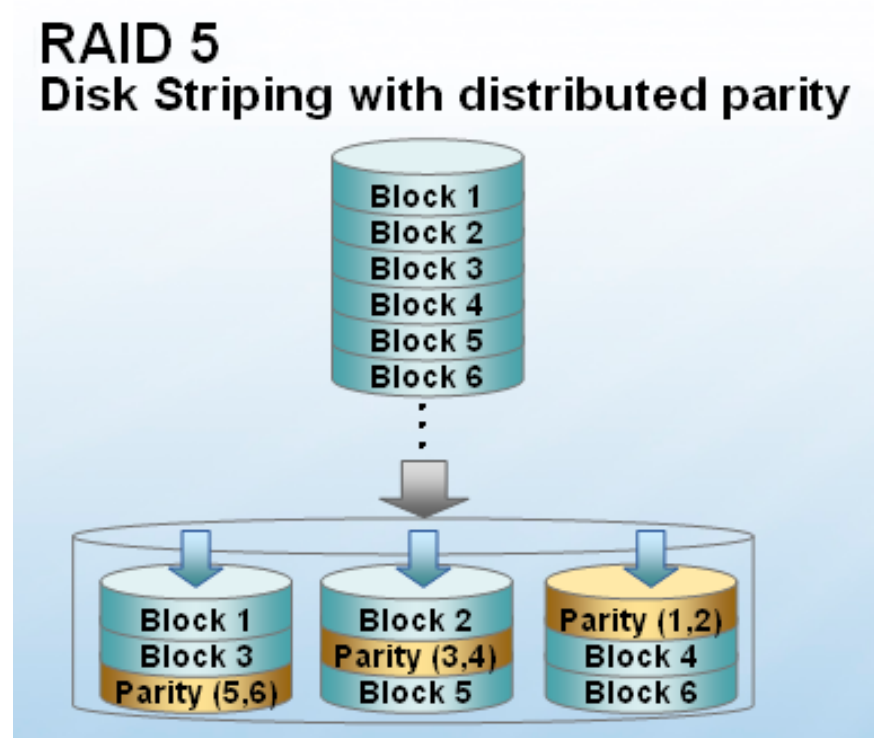 RAID 5
Disk Striping with distributed parity
Block 1
Block 2
Block 3
Block 4
Block 5
Block 6
Block 1
Block 3
Parity (5,6)
Block 2
Parity (3,4)
Block 5
Parity (1,2)
Block 4
Block 6